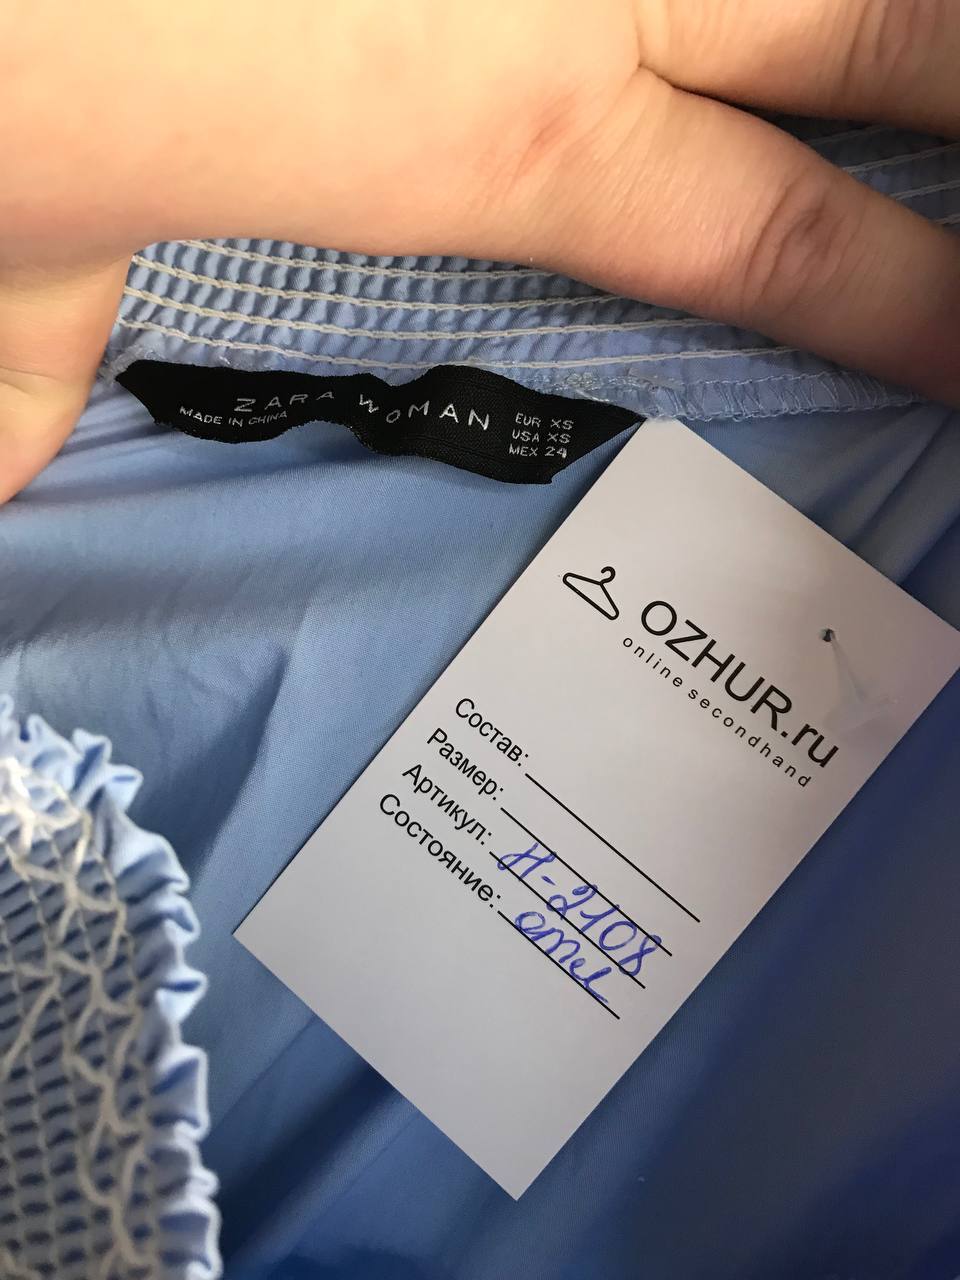 ZARA WOMAN
MADE IN CHINA
EUR XS
USA XS
MEX 24
OZHUR.ru
online secondhand
Состав:
Размер:
Артикул: Н-2108
Состояние: отл